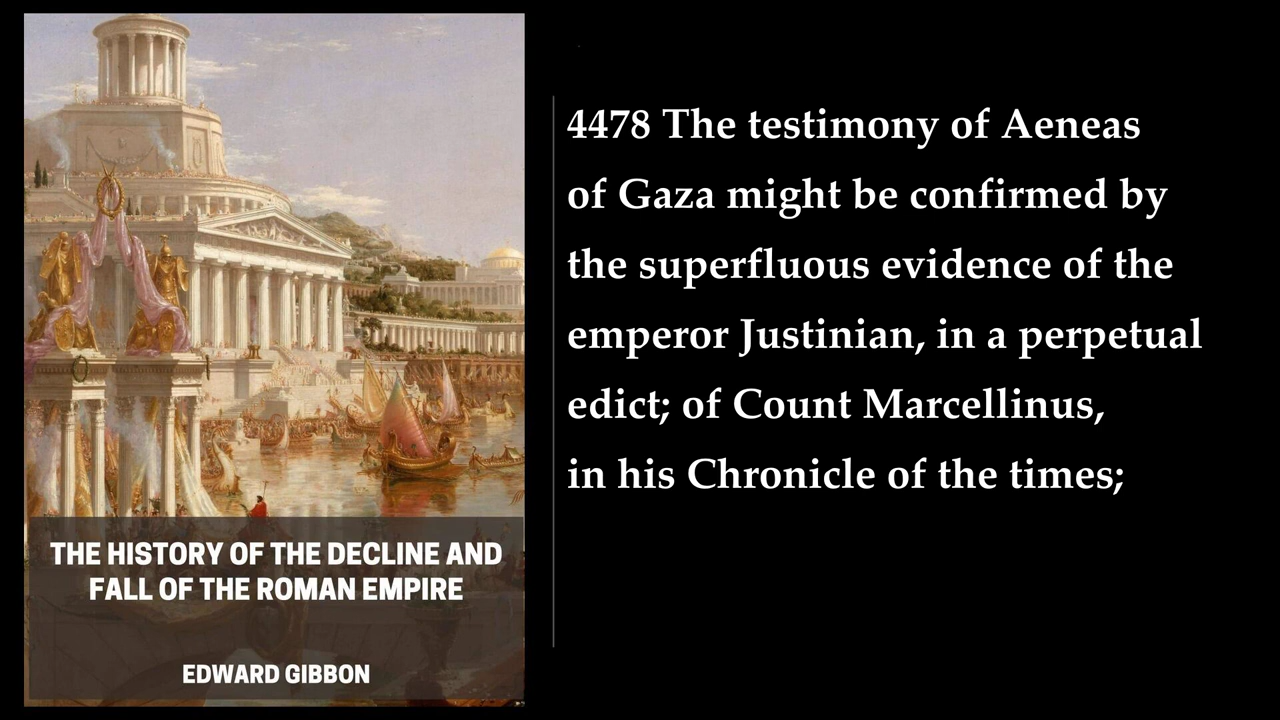 THE HISTORY OF THE DECLINE AND
FALL OF THE ROMAN EMPIRE
EDWARD GIBBON
4478 The testimony of Aeneas
of Gaza might be confirmed by
the superfluous evidence of the
emperor Justinian, in a perpetual
edict; of Count Marcellinus,
in his Chronicle of the times;